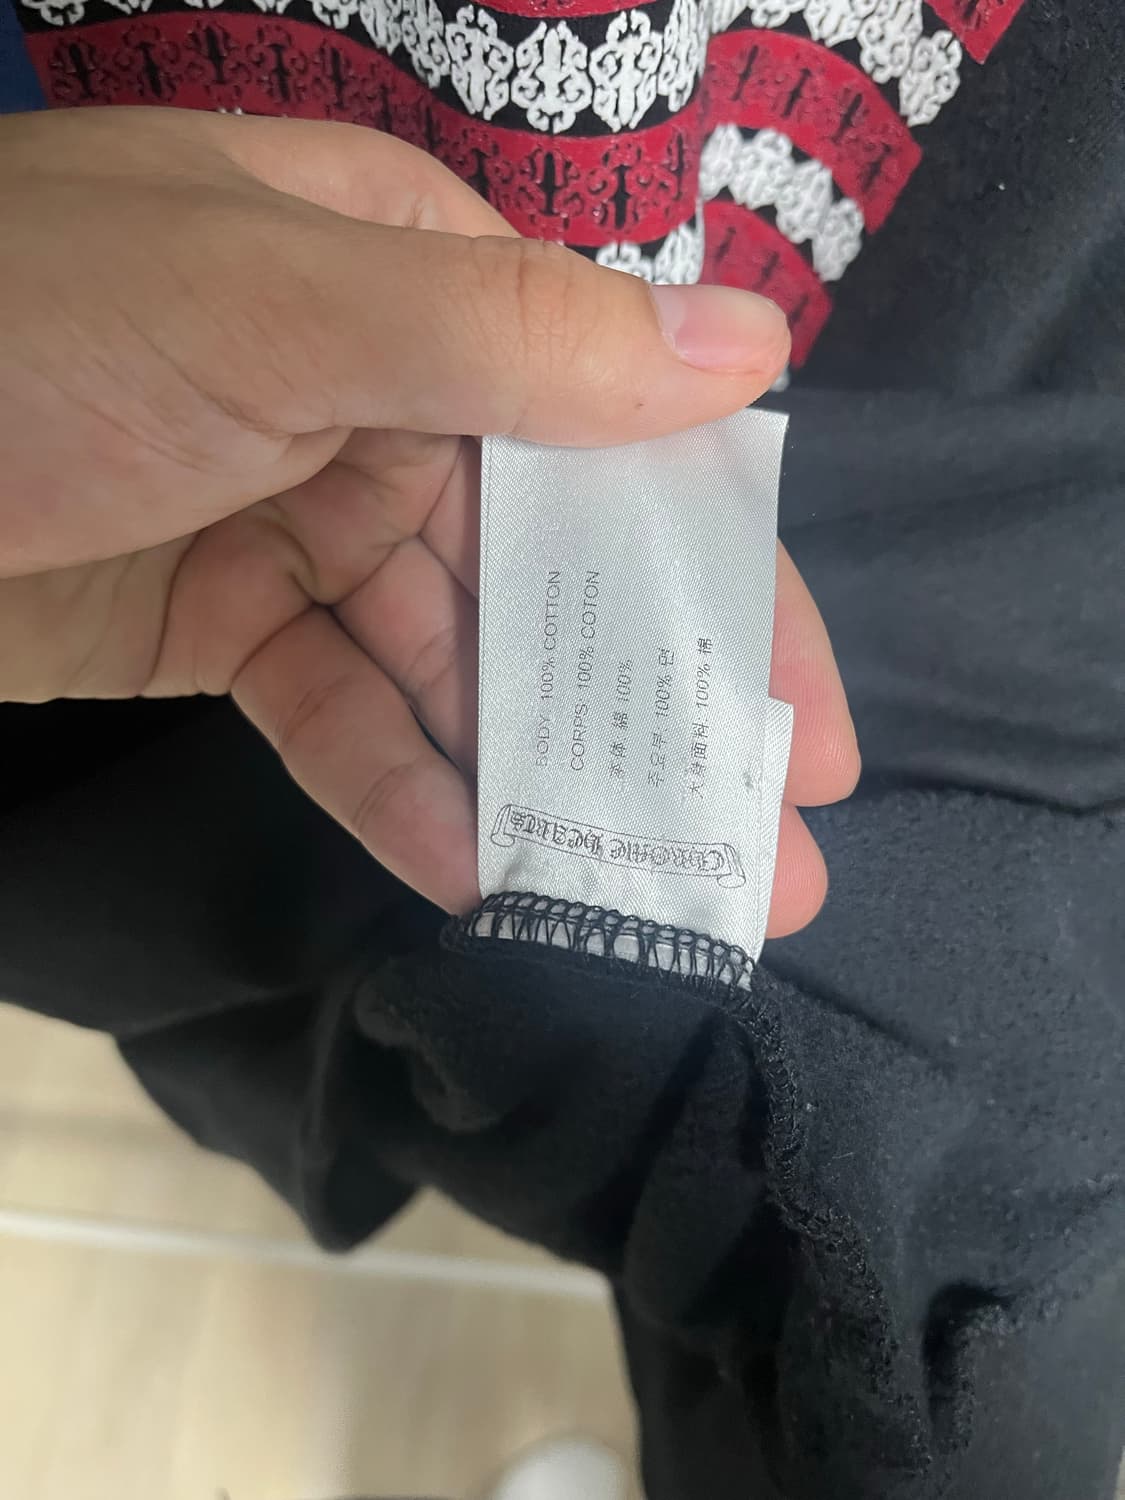 BODY 100% COTTON
CORPS 100% COTON
本体 綿 100%
주요부 100% 면
大身面料 100% 棉
CHROME HEARTS